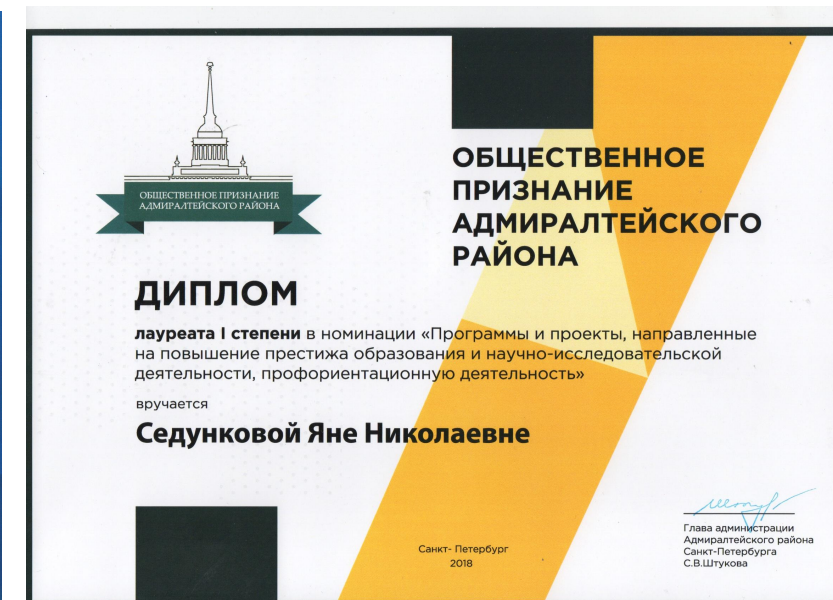 ОБЩЕСТВЕННОЕ ПРИЗНАНИЕ
АДМИРАЛТЕЙСКОГО РАЙОНА
ОБЩЕСТВЕННОЕ
ПРИЗНАНИЕ
АДМИРАЛТЕЙСКОГО
РАЙОНА
ДИПЛОМ
лауреата I степени в номинации «Программы и проекты, направленные
на повышение престижа образования и научно-исследовательской
деятельности, профориентационную деятельность»
вручается
Седунковой Яне Николаевне
Санкт- Петербург
2018
Глава администрации
Адмиралтейского района
Санкт-Петербурга
С.В.Штукова